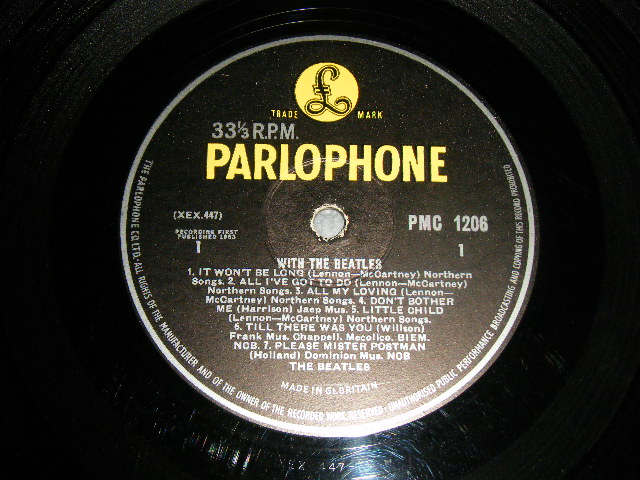 £
TRADE MARK
33⅓ R.P.M.
PARLOPHONE
(XEX.447)
RECORDING FIRST
PUBLISHED 1963
PMC 1206
1
1
WITH THE BEATLES
1. IT WON'T BE LONG (Lennon—McCartney) Northern
Songs. 2. ALL I'VE GOT TO DO (Lennon—McCartney)
Northern Songs. 3. ALL MY LOVING (Lennon—
McCartney) Northern Songs. 4. DON'T BOTHER
ME (Harrison) Jaep Mus. 5. LITTLE CHILD
(Lennon—McCartney) Northern Songs.
6. TILL THERE WAS YOU (Willson)
Frank Mus. Chappell. Mecolico. BIEM.
NCB. 7. PLEASE MISTER POSTMAN
(Holland) Dominion Mus. NCB
THE BEATLES
MADE IN GT. BRITAIN
THE PARLOPHONE CO. LTD. ALL RIGHTS OF THE MANUFACTURER AND OF THE OWNER OF THE RECORDED WORK RESERVED · UNAUTHORISED PUBLIC PERFORMANCE BROADCASTING AND COPYING OF THIS RECORD PROHIBITED